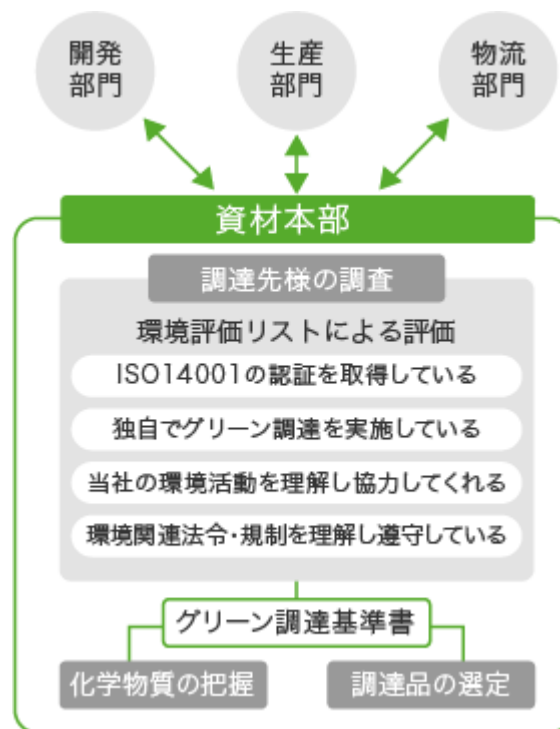 開発
部門
生産
部門
物流
部門
資材本部
調達先様の調査
環境評価リストによる評価
ISO14001の認証を取得している
独自でグリーン調達を実施している
当社の環境活動を理解し協力してくれる
環境関連法令・規制を理解し遵守している
グリーン調達基準書
化学物質の把握
調達品の選定